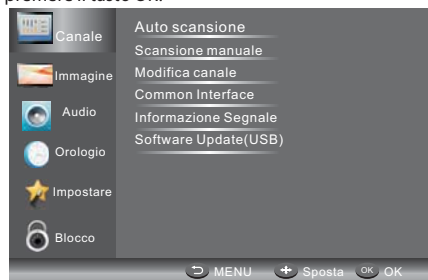 premere il tasto OK.
Canale
Immagine
Audio
Orologio
Impostare
Blocco
Auto scansione
Scansione manuale
Modifica canale
Common Interface
Informazione Segnale
Software Update(USB)
MENU Sposta OK OK